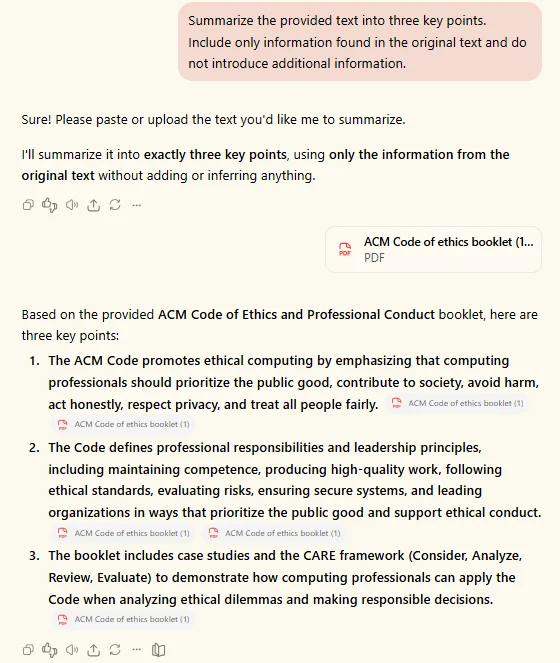 Summarize the provided text into three key points.
Include only information found in the original text and do
not introduce additional information.
Sure! Please paste or upload the text you'd like me to summarize.
I'll summarize it into exactly three key points, using only the information from the
original text without adding or inferring anything.
ACM Code of ethics booklet (1...
PDF
PDF
Based on the provided ACM Code of Ethics and Professional Conduct booklet, here are
three key points:
1. The ACM Code promotes ethical computing by emphasizing that computing
professionals should prioritize the public good, contribute to society, avoid harm,
act honestly, respect privacy, and treat all people fairly. PDF ACM Code of ethics booklet (1)
PDF ACM Code of ethics booklet (1)
2. The Code defines professional responsibilities and leadership principles,
including maintaining competence, producing high-quality work, following
ethical standards, evaluating risks, ensuring secure systems, and leading
organizations in ways that prioritize the public good and support ethical conduct.
PDF ACM Code of ethics booklet (1) PDF ACM Code of ethics booklet (1)
3. The booklet includes case studies and the CARE framework (Consider, Analyze,
Review, Evaluate) to demonstrate how computing professionals can apply the
Code when analyzing ethical dilemmas and making responsible decisions.
PDF ACM Code of ethics booklet (1)